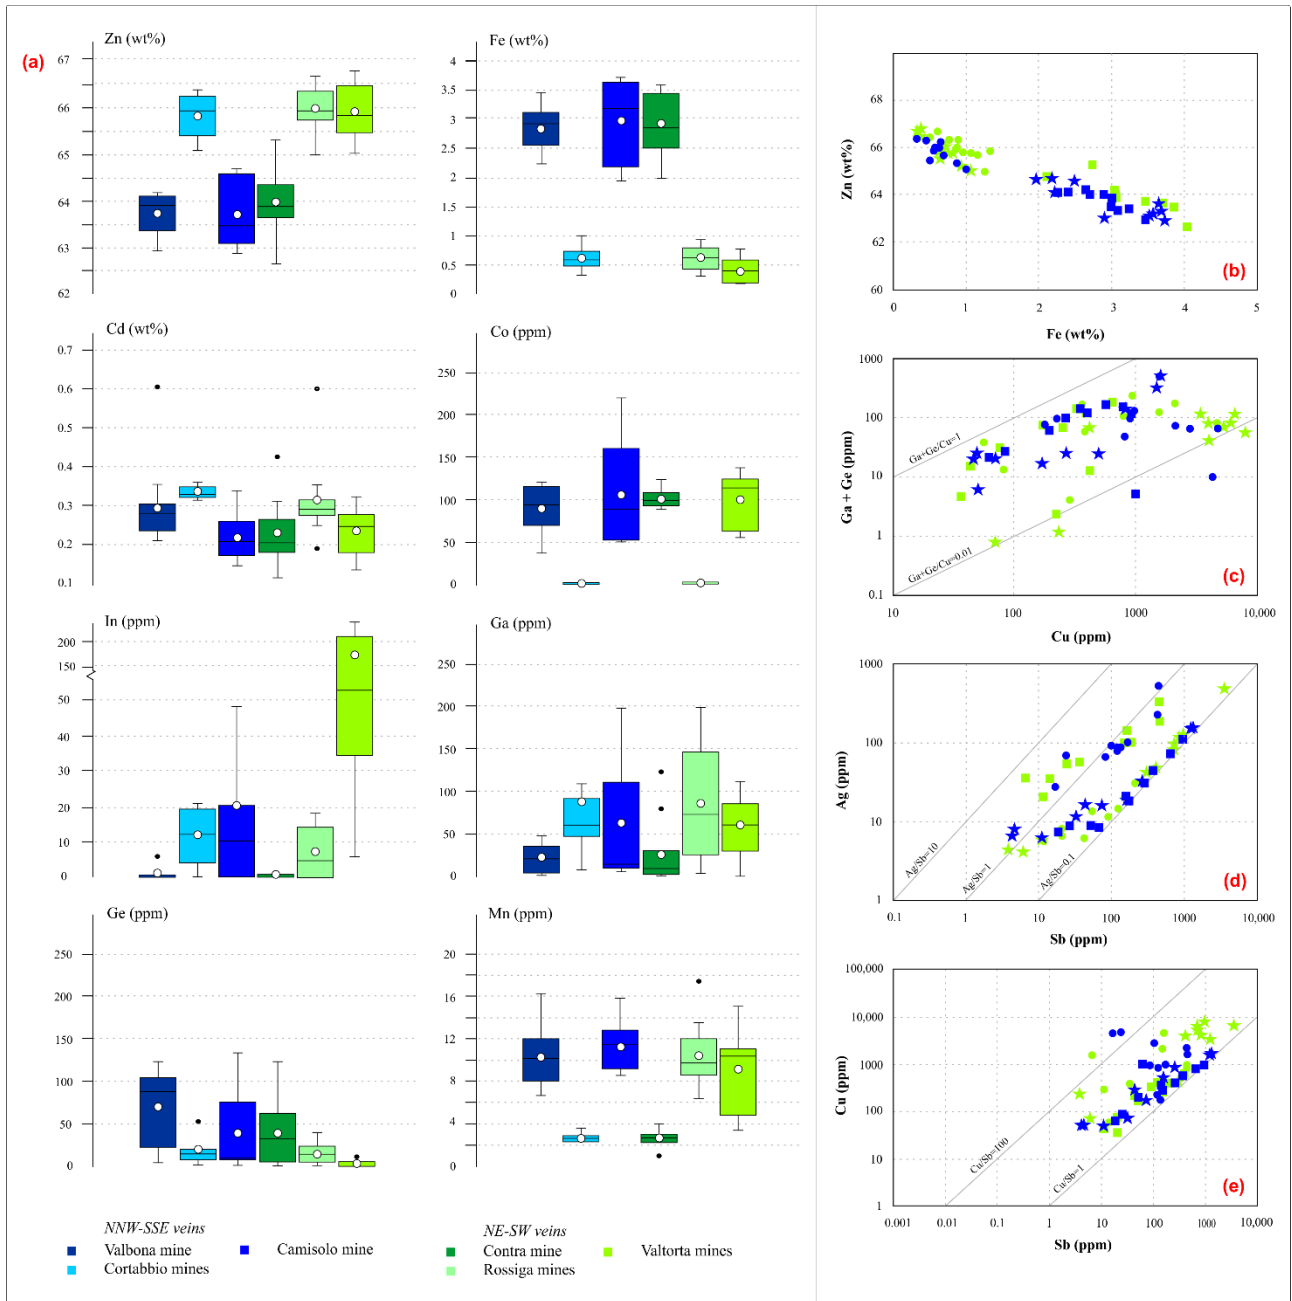 (a)
Zn (wt%)
67
66
65
64
63
62
Fe (wt%)
4
3
2
1
0.5
0
Cd (wt%)
0.7
0.6
0.5
0.4
0.3
0.2
0.1
Co (ppm)
250
200
150
100
50
0
In (ppm)
200
150
50
40
30
20
10
0
Ga (ppm)
250
200
150
100
50
0
Ge (ppm)
250
200
150
100
50
0
Mn (ppm)
20
16
12
8
4
0
NNW-SSE veins
Valbona mine
Camisolo mine
Cortabbio mines
NE-SW veins
Contra mine
Valtorta mines
Rossiga mines
Zn (wt%)
68
66
64
62
60
0 1 2 3 4 5
Fe (wt%)
(b)
Ga + Ge (ppm)
1000
100
10
1
0.1
Ga+Ge/Cu=1
Ga+Ge/Cu=0.01
(c)
10 100 1000 10,000
Cu (ppm)
Ag (ppm)
1000
100
10
1
Ag/Sb=10
Ag/Sb=1
Ag/Sb=0.1
(d)
0.1 1 10 100 1000 10,000
Sb (ppm)
Cu (ppm)
100,000
10,000
1000
100
10
1
Cu/Sb=100
Cu/Sb=1
(e)
0.001 0.01 0.1 1 10 100 1000 10,000
Sb (ppm)